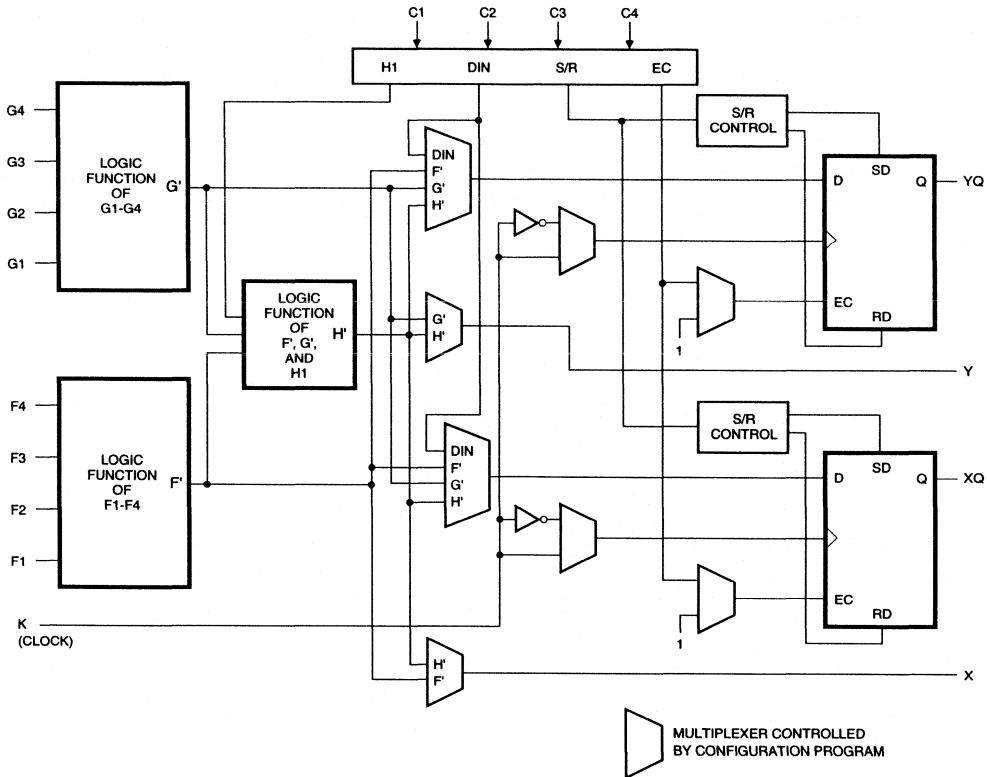 C1 C2 C3 C4
H1 DIN S/R EC
G4
G3
G2
G1
LOGIC
FUNCTION
OF
G1-G4
G'
DIN
F'
G'
H'
S/R
CONTROL
SD
D
Q
EC
RD
YQ
1
LOGIC
FUNCTION
OF
F', G',
AND
H1
H'
G'
H'
Y
F4
F3
F2
F1
LOGIC
FUNCTION
OF
F1-F4
F'
DIN
F'
G'
H'
S/R
CONTROL
SD
D
Q
EC
RD
XQ
1
K
(CLOCK)
H'
F'
X
MULTIPLEXER CONTROLLED
BY CONFIGURATION PROGRAM